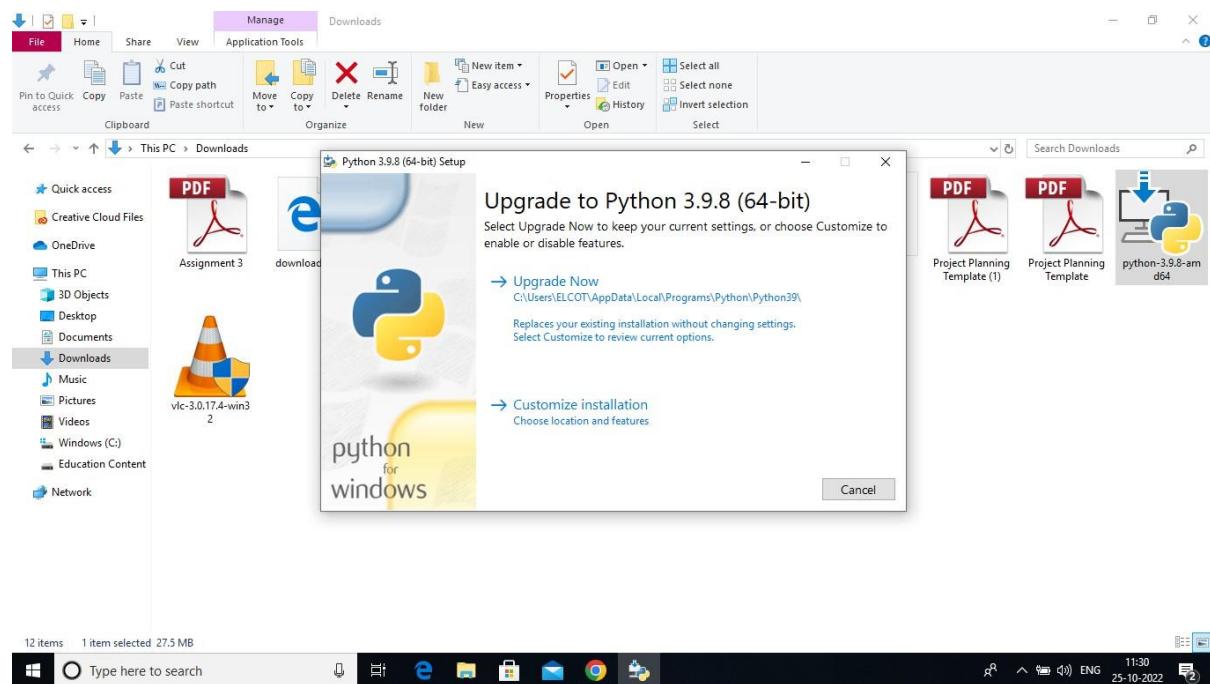 Manage
Downloads
File
Home
Share
View
Application Tools
Pin to Quick
access
Copy
Paste
Cut
Copy path
Paste shortcut
Clipboard
Move
to
Copy
to
Delete
Rename
Organize
New
folder
New item
Easy access
New
Properties
Open
Edit
History
Open
Select all
Select none
Invert selection
Select
This PC › Downloads
Search Downloads
Quick access
Creative Cloud Files
OneDrive
This PC
3D Objects
Desktop
Documents
Downloads
Music
Pictures
Videos
Windows (C:)
Education Content
Network
PDF
Assignment 3
download
vlc-3.0.17.4-win3
2
Python 3.9.8 (64-bit) Setup
Upgrade to Python 3.9.8 (64-bit)
Select Upgrade Now to keep your current settings, or choose Customize to
enable or disable features.
Upgrade Now
C:\Users\ELCOT\AppData\Local\Programs\Python\Python39\
Replaces your existing installation without changing settings.
Select Customize to review current options.
Customize installation
Choose location and features
python
for
windows
Cancel
PDF
Project Planning
Template (1)
PDF
Project Planning
Template
python-3.9.8-am
d64
12 items
1 item selected 27.5 MB
Type here to search
ENG
11:30
25-10-2022
2